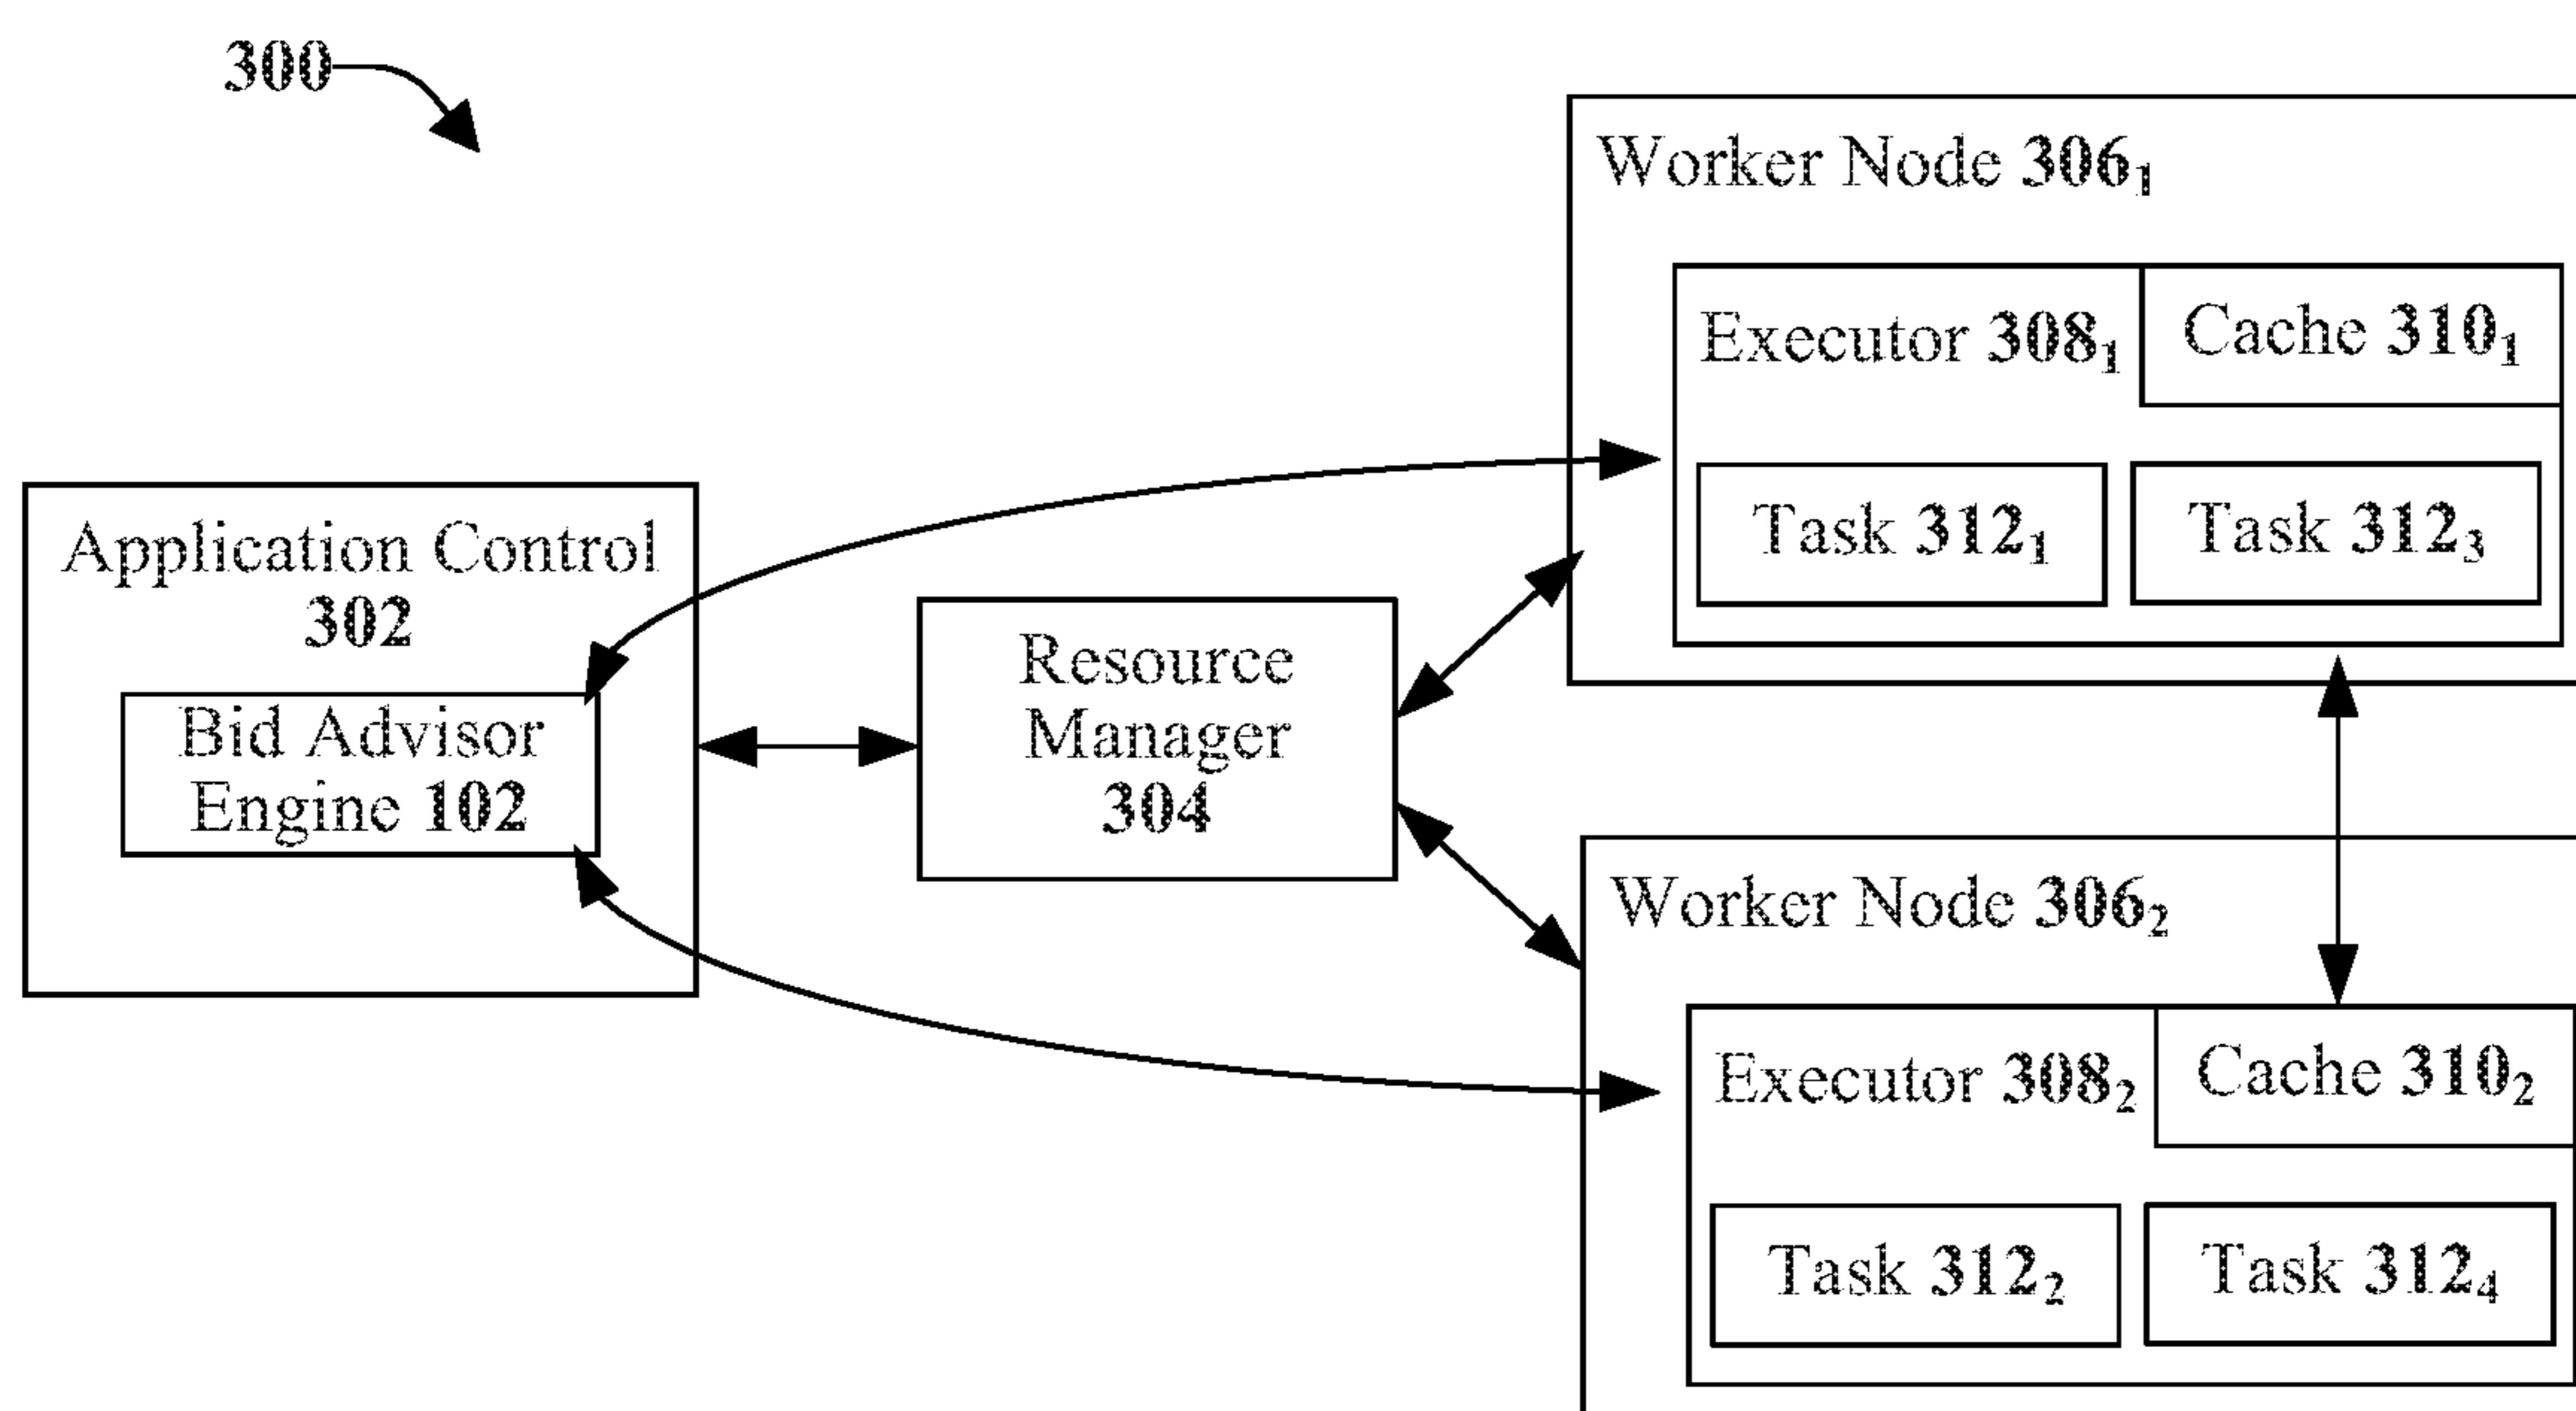 300
Worker Node 306₁
Executor 308₁
Cache 310₁
Task 312₁
Task 312₃
Application Control
302
Bid Advisor
Engine 102
Resource
Manager
304
Worker Node 306₂
Executor 308₂
Cache 310₂
Task 312₂
Task 312₄